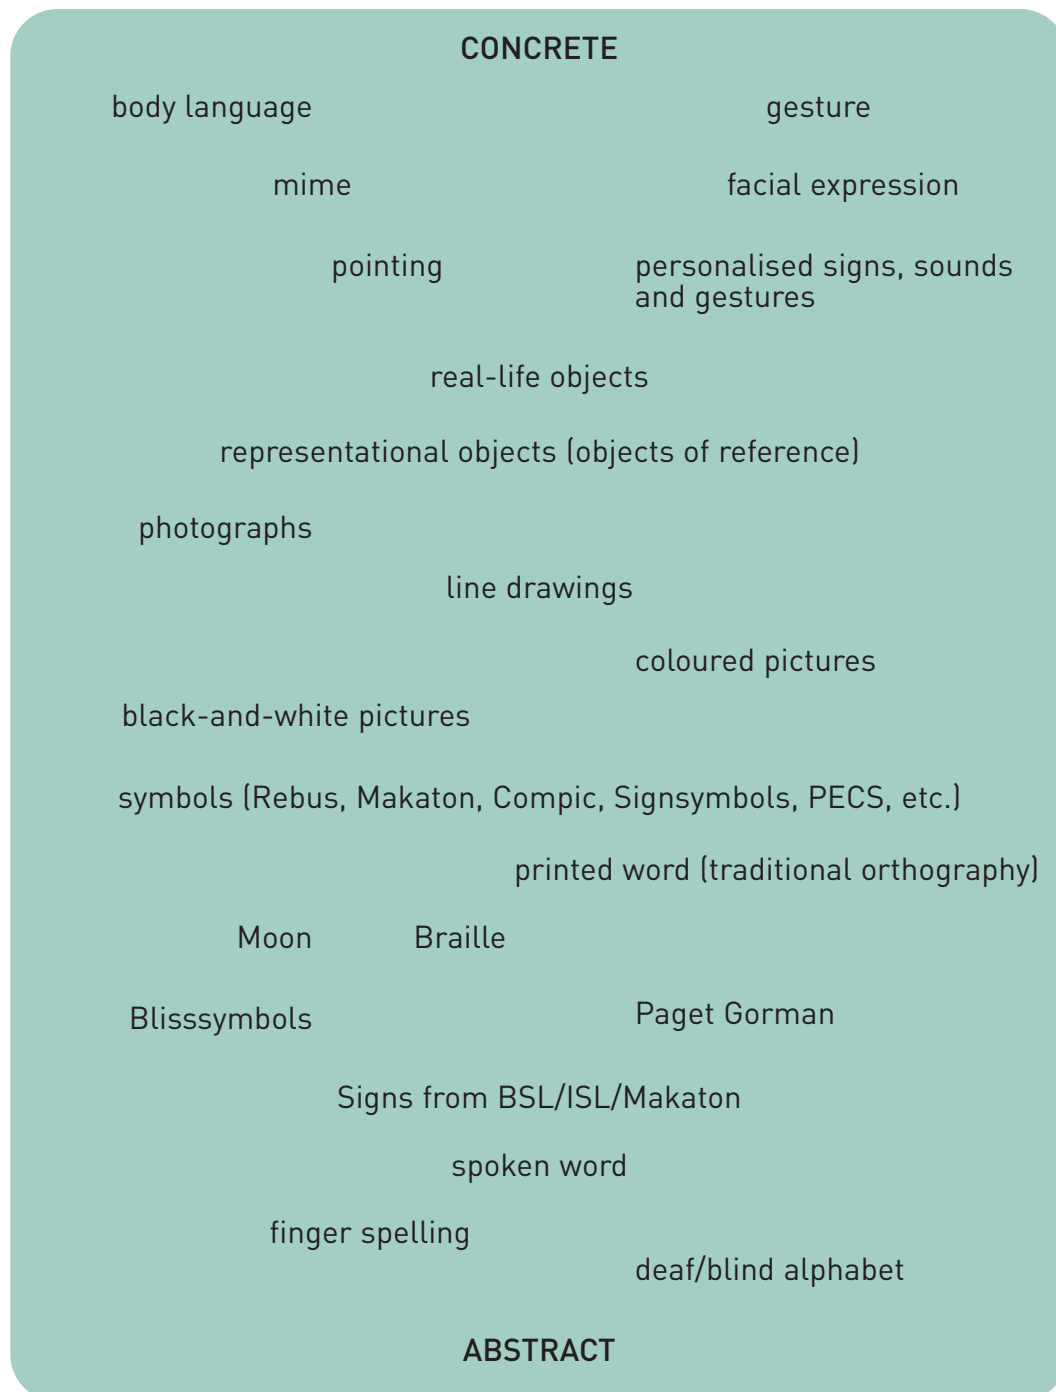 CONCRETE
body language
gesture
mime
facial expression
pointing
personalised signs, sounds
and gestures
real-life objects
representational objects (objects of reference)
photographs
line drawings
coloured pictures
black-and-white pictures
symbols (Rebus, Makaton, Compic, Signsymbols, PECS, etc.)
printed word (traditional orthography)
Moon
Braille
Blisssymbols
Paget Gorman
Signs from BSL/ISL/Makaton
spoken word
finger spelling
deaf/blind alphabet
ABSTRACT